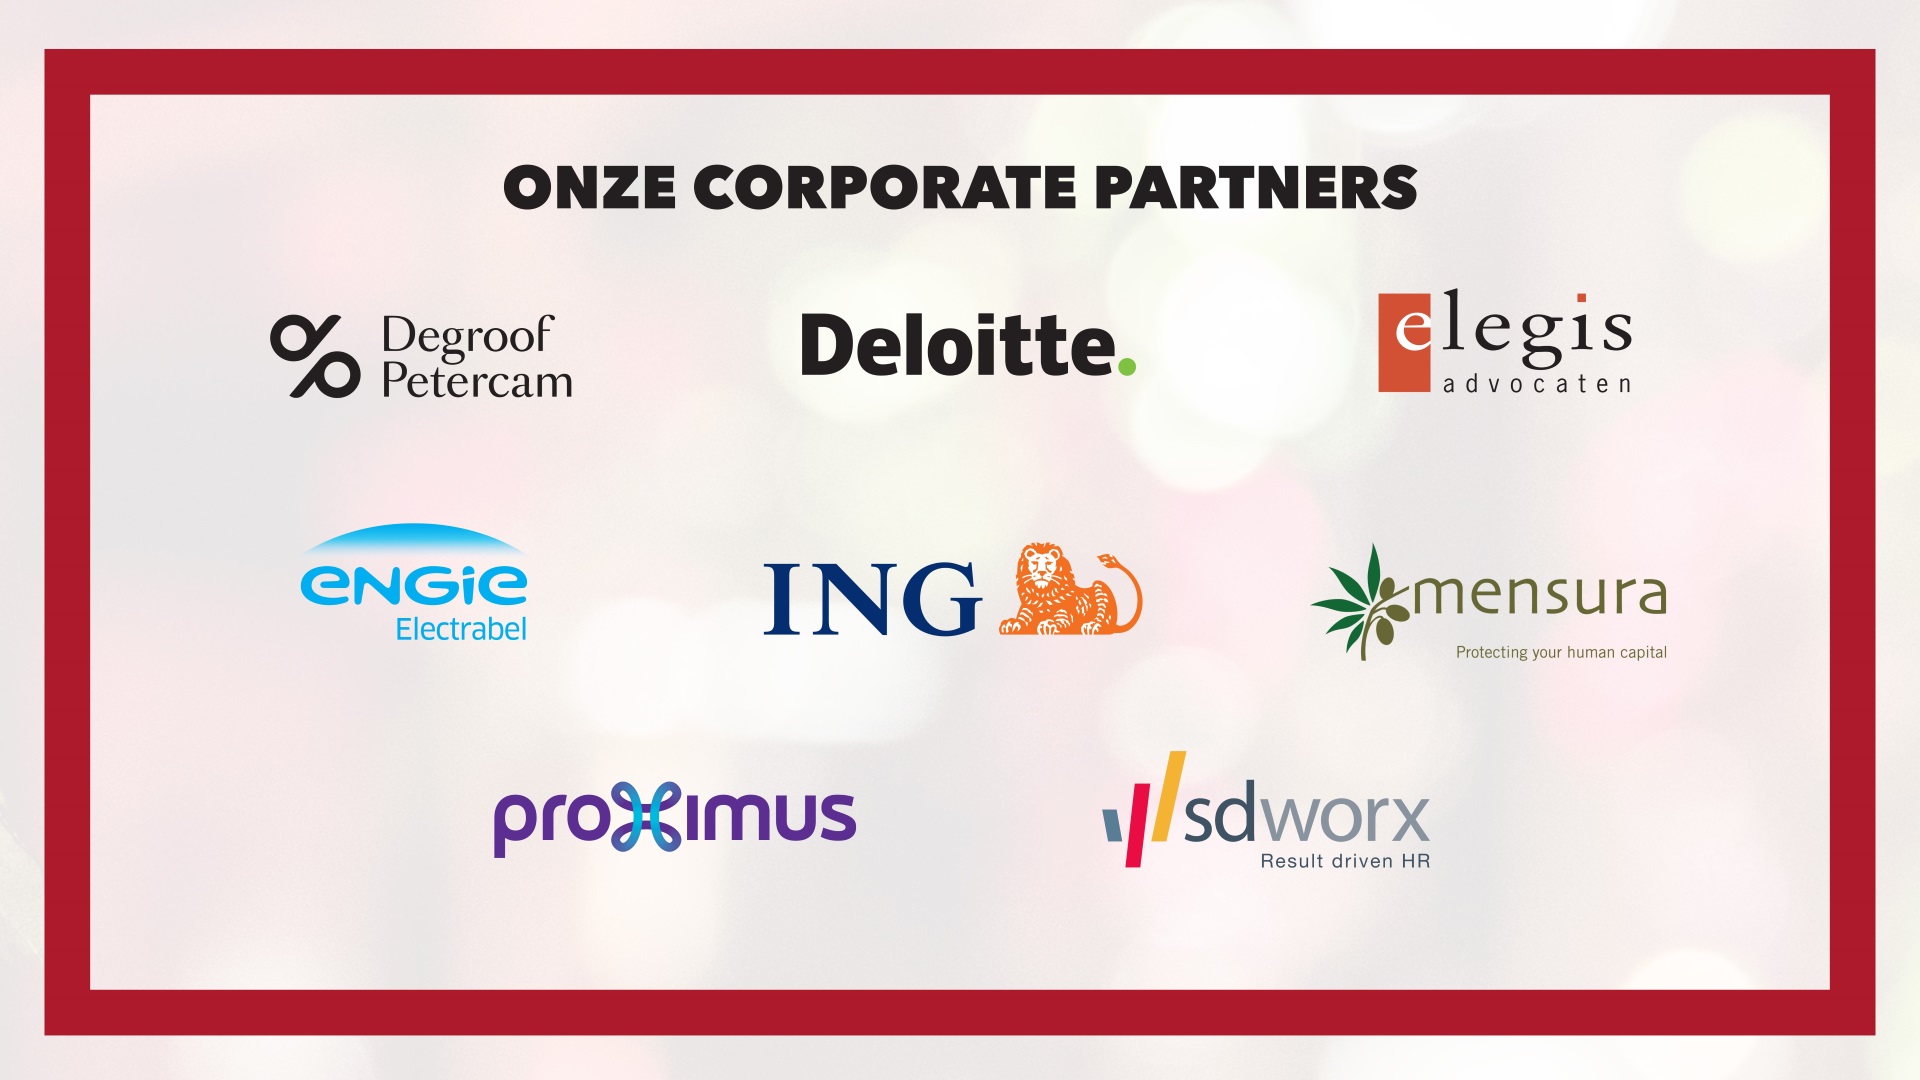 ONZE CORPORATE PARTNERS
Degroof
Petercam
Deloitte.
elegis
advocaten
ENGIE
Electrabel
ING
mensura
Protecting your human capital
proximus
sdworx
Result driven HR